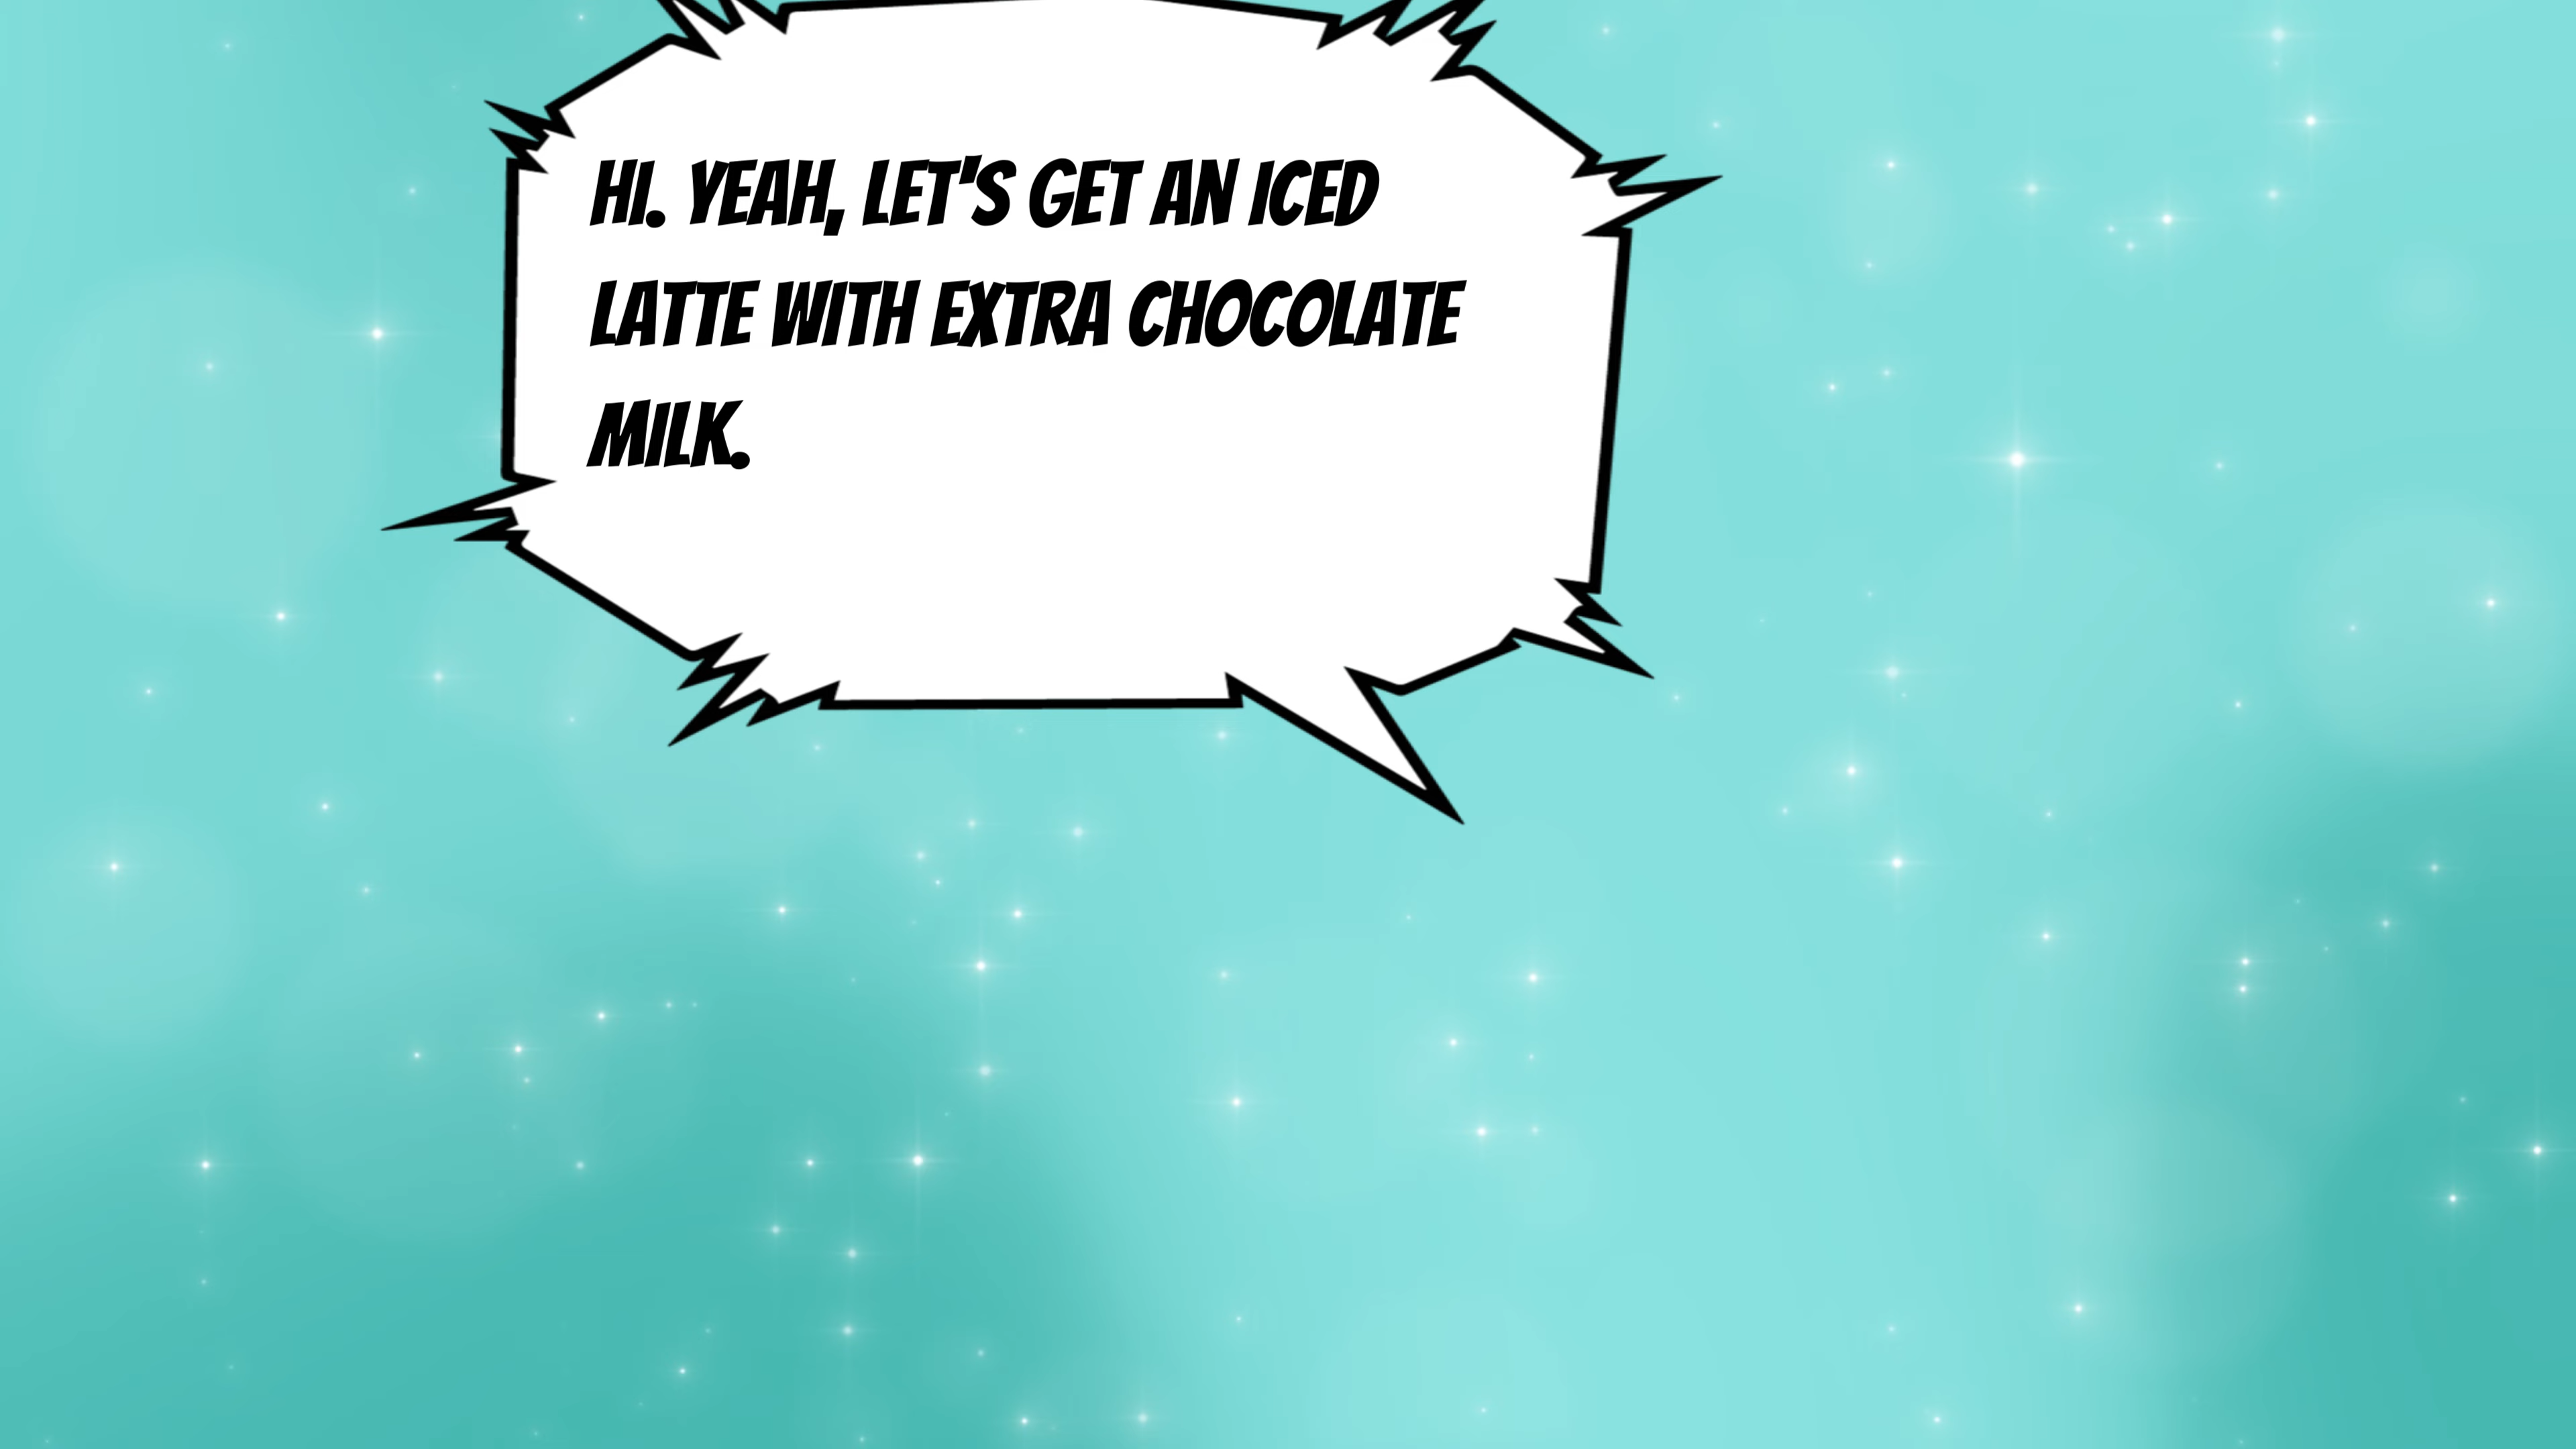 HI. YEAH, LET'S GET AN ICED
LATTE WITH EXTRA CHOCOLATE
MILK.